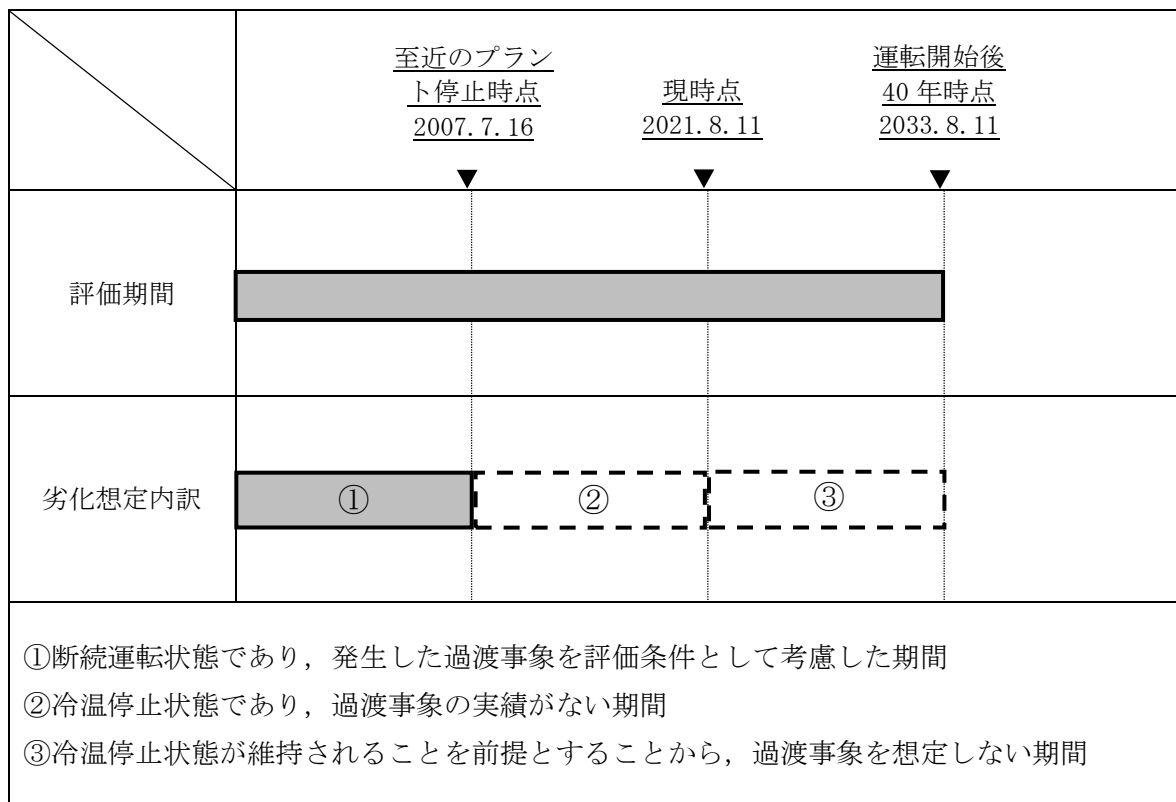 至近のプラン
ト停止時点
2007.7.16
現時点
2021.8.11
運転開始後
40 年時点
2033.8.11
評価期間
劣化想定内訳
①
②
③
①断続運転状態であり，発生した過渡事象を評価条件として考慮した期間
②冷温停止状態であり，過渡事象の実績がない期間
③冷温停止状態が維持されることを前提とすることから，過渡事象を想定しない期間